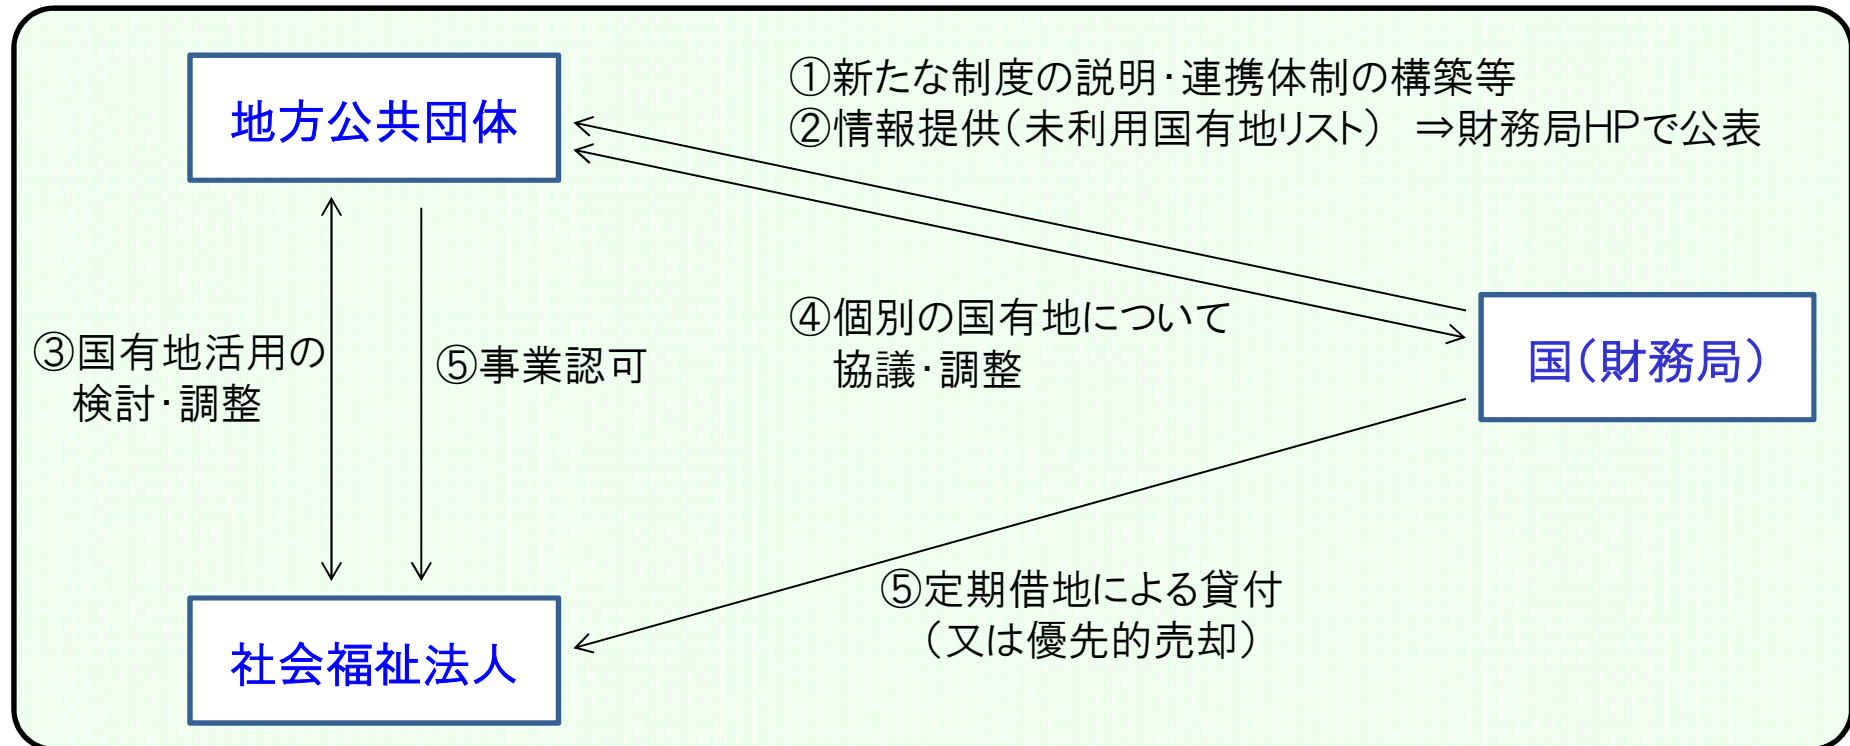 地方公共団体
①新たな制度の説明・連携体制の構築等
②情報提供（未利用国有地リスト）　⇒財務局HPで公表
③国有地活用の
検討・調整
⑤事業認可
④個別の国有地について
協議・調整
国（財務局）
⑤定期借地による貸付
（又は優先的売却）
社会福祉法人